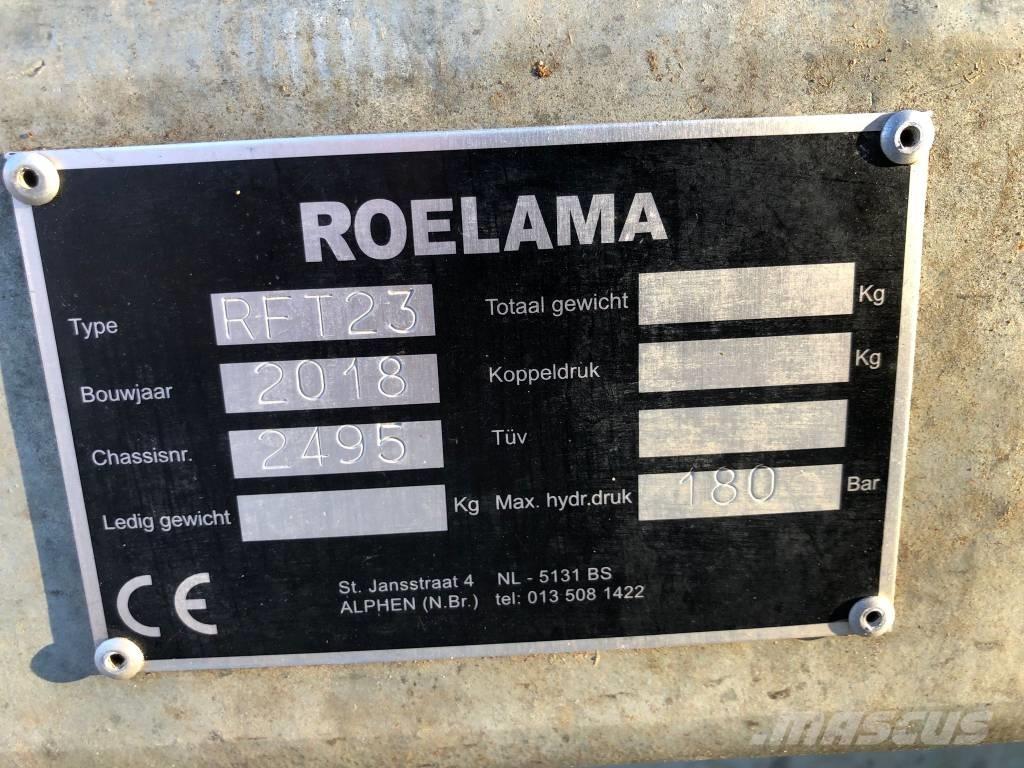 ROELAMA
Type RFT23
Bouwjaar 2018
Chassisnr. 2495
Ledig gewicht Kg
Totaal gewicht Kg
Koppeldruk Kg
Tüv
Max. hydr.druk 180 Bar
CE
St. Jansstraat 4 NL - 5131 BS
ALPHEN (N.Br.) tel: 013 508 1422
MASCUS